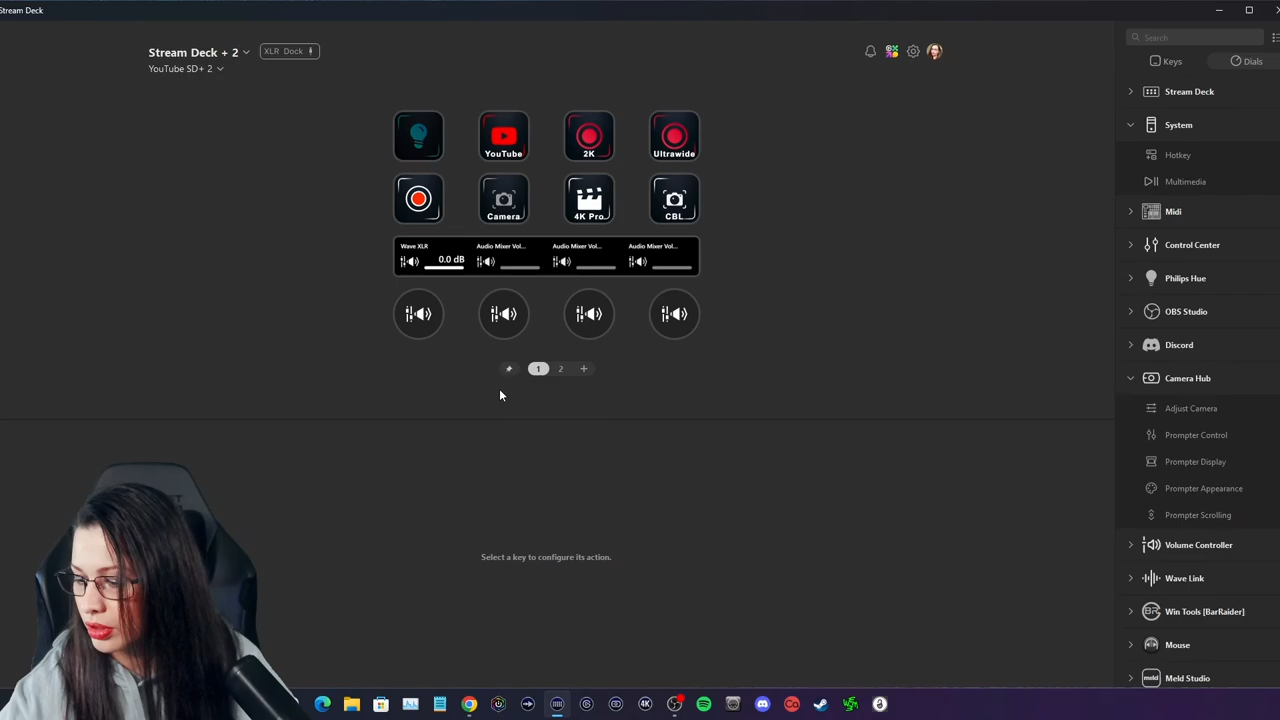 Stream Deck
Stream Deck + 2
XLR Dock
YouTube SD+ 2
Search
Keys
Dials
YouTube
2K
Ultrawide
Camera
4K Pro
CBL
Wave XLR
0.0 dB
Audio Mixer Vol...
Audio Mixer Vol...
Audio Mixer Vol...
1
2
+
Select a key to configure its action.
Stream Deck
System
Hotkey
Multimedia
Midi
Control Center
Philips Hue
OBS Studio
Discord
Camera Hub
Adjust Camera
Prompter Control
Prompter Display
Prompter Appearance
Prompter Scrolling
Volume Controller
Wave Link
BR
Win Tools [BarRaider]
Mouse
meld
Meld Studio
4K